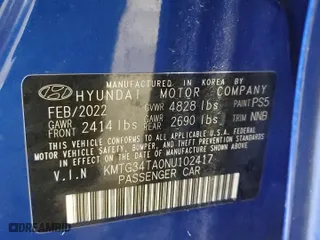 MANUFACTURED IN KOREA BY
HYUNDAI MOTOR COMPANY
FEB/2022 GVWR 4828 lbs PAINT PS5
GAWR FRONT 2414 lbs GAWR REAR 2690 lbs TRIM NNB
THIS VEHICLE CONFORMS TO ALL APPLICABLE
U.S. FEDERAL MOTOR VEHICLE SAFETY, BUMPER,
AND THEFT PREVENTION STANDARDS IN EFFECT
ON THE DATE OF MANUFACTURE SHOWN ABOVE.
V.I.N KMTG34TA0NU102417
PASSENGER CAR